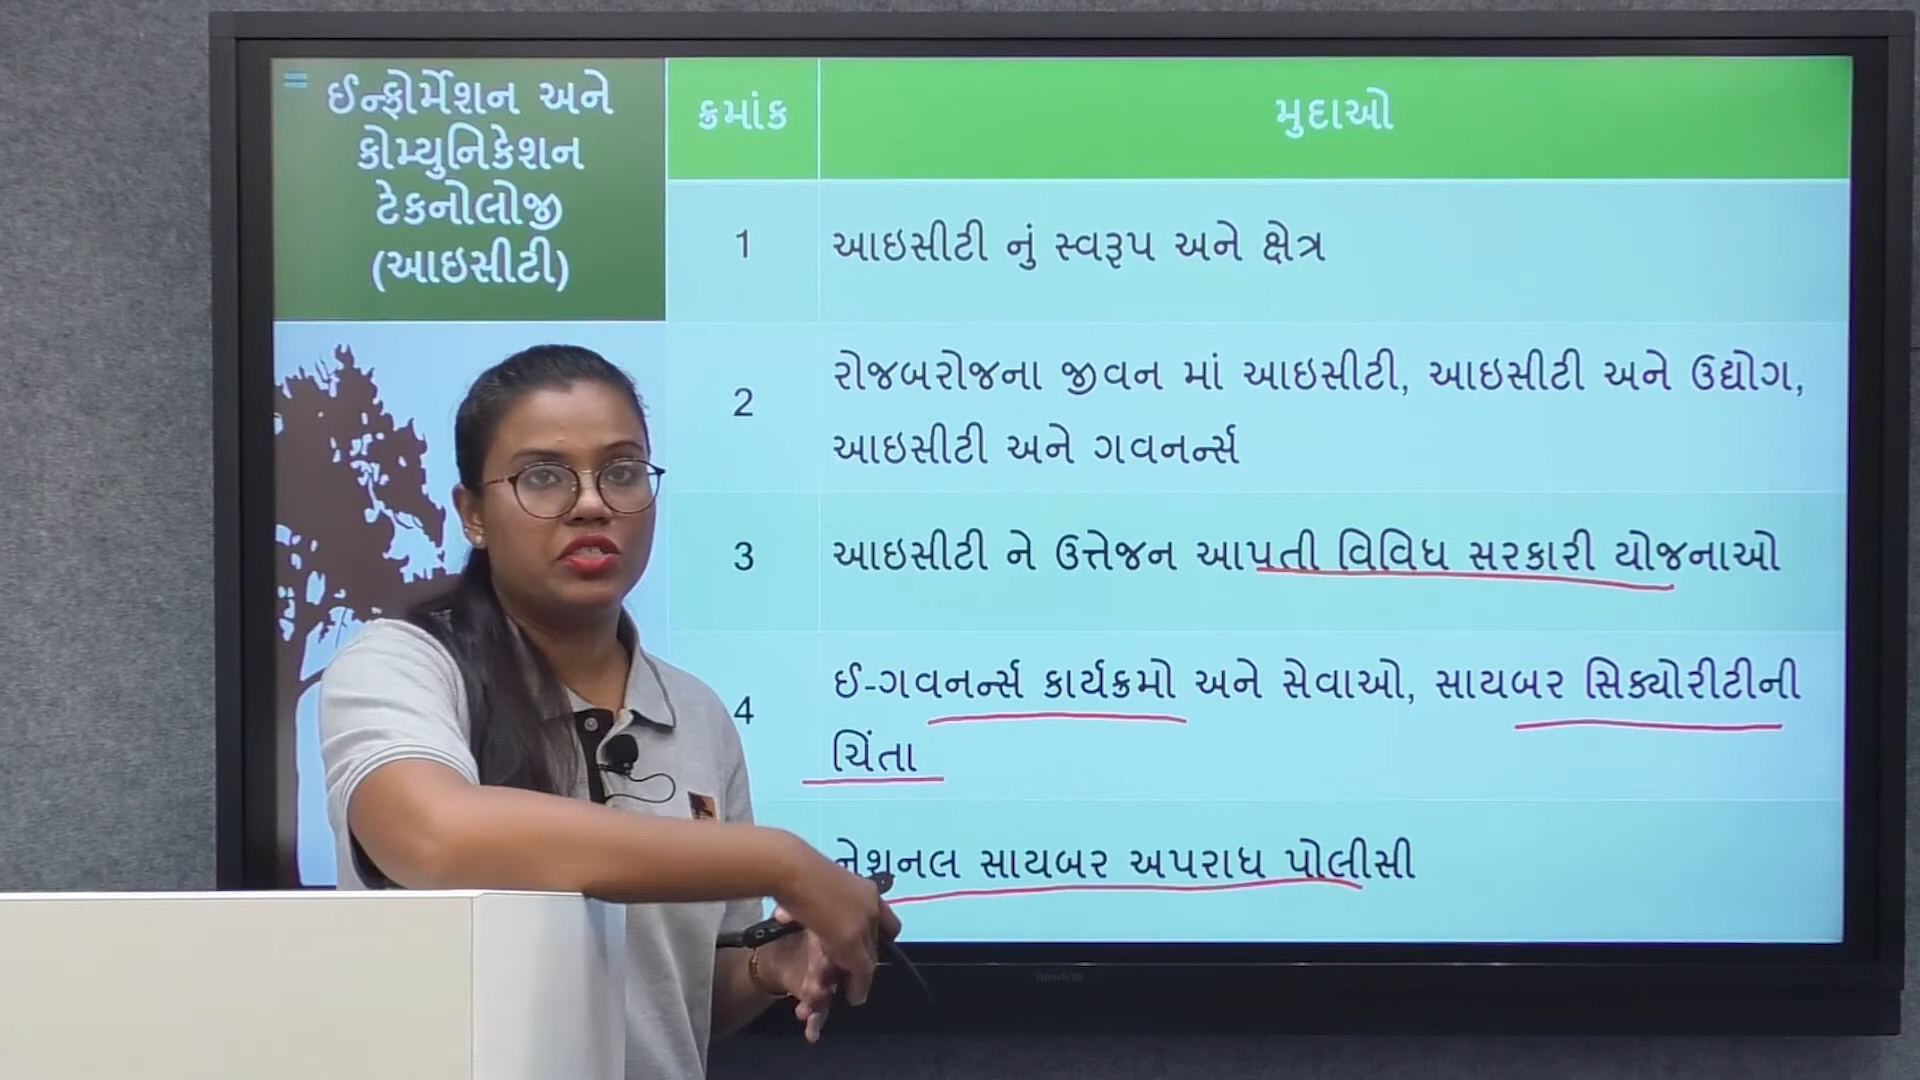 ઈન્ફોર્મેશન અને
કોમ્યુનિકેશન
ટેકનોલોજી
(આઇસીટી)
ક્રમાંક
મુદાઓ
1
આઇસીટી નું સ્વરૂપ અને ક્ષેત્ર
2
રોજબરોજના જીવન માં આઇસીટી, આઇસીટી અને ઉદ્યોગ,
આઇસીટી અને ગવનર્ન્સ
3
આઇસીટી ને ઉત્તેજન આપતી વિવિધ સરકારી યોજનાઓ
4
ઈ-ગવનર્ન્સ કાર્યક્રમો અને સેવાઓ, સાયબર સિક્યોરીટીની
ચિંતા
નેશનલ સાયબર અપરાધ પોલીસી